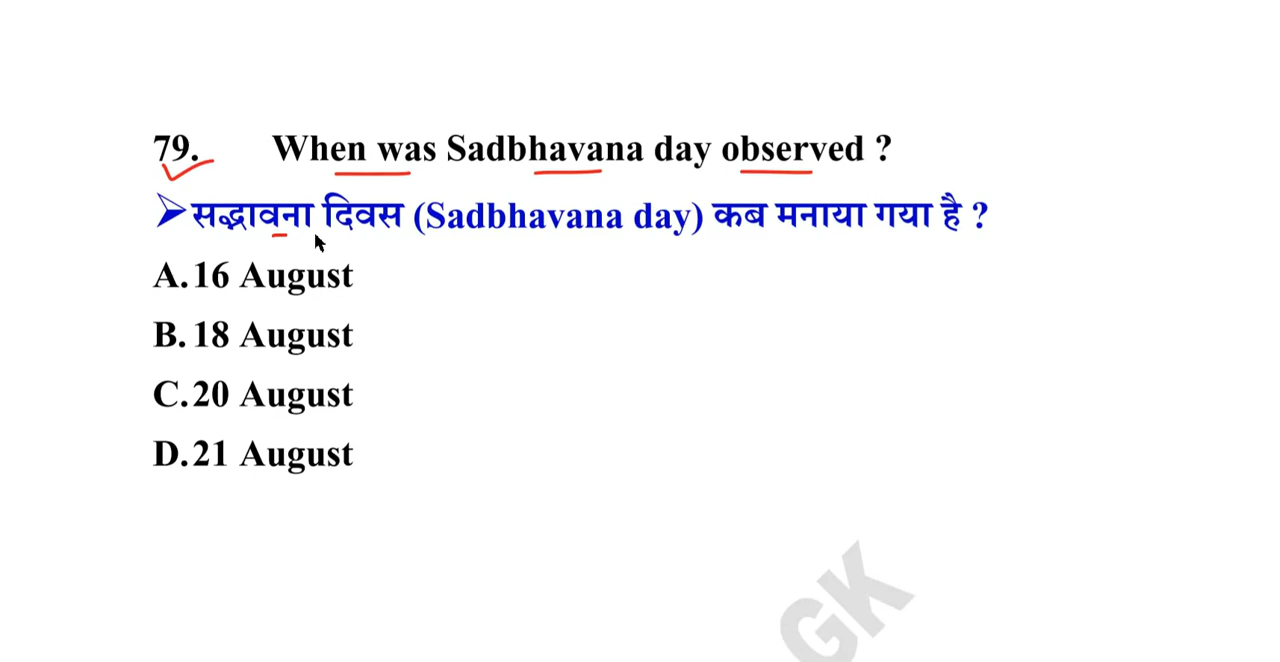 79. When was Sadbhavana day observed ?
➢सद्भावना दिवस (Sadbhavana day) कब मनाया गया है ?
A.16 August
B. 18 August
C.20 August
D.21 August
GK